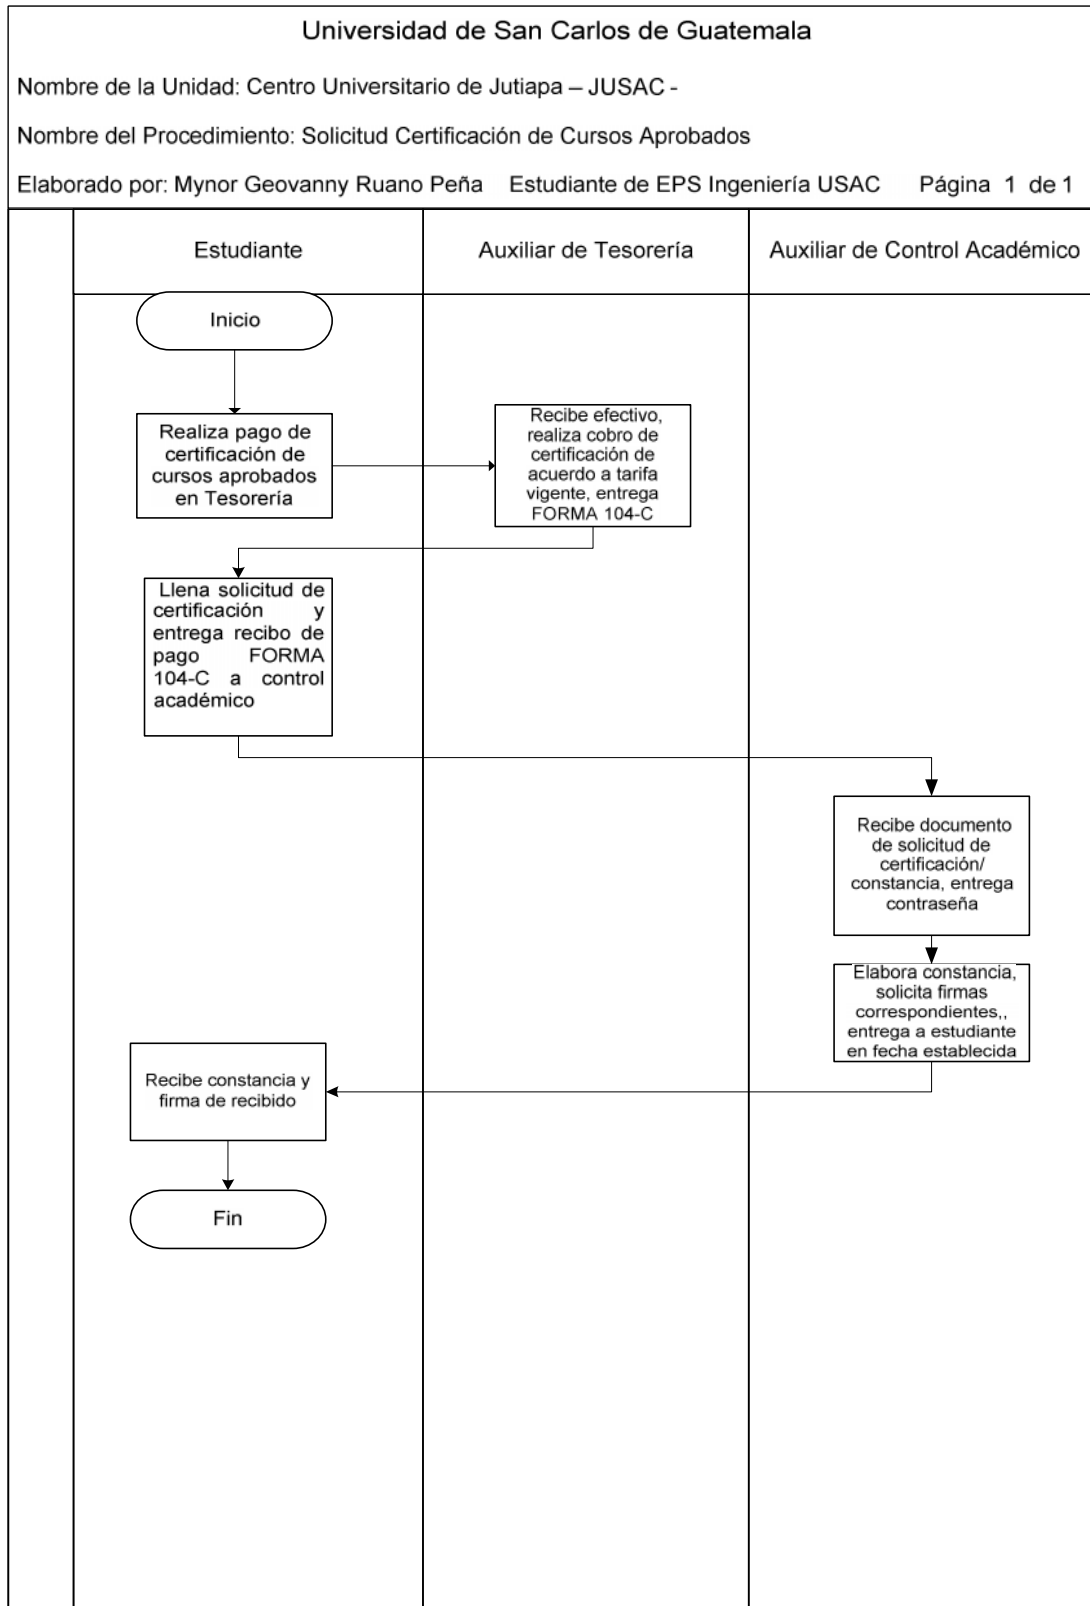 Universidad de San Carlos de Guatemala
Nombre de la Unidad: Centro Universitario de Jutiapa – JUSAC -
Nombre del Procedimiento: Solicitud Certificación de Cursos Aprobados
Elaborado por: Mynor Geovanny Ruano Peña Estudiante de EPS Ingeniería USAC Página 1 de 1
Estudiante
Auxiliar de Tesorería
Auxiliar de Control Académico
Inicio
Realiza pago de
certificación de
cursos aprobados
en Tesorería
Recibe efectivo,
realiza cobro de
certificación de
acuerdo a tarifa
vigente, entrega
FORMA 104-C
Llena solicitud de
certificación y
entrega recibo de
pago FORMA
104-C a control
académico
Recibe documento
de solicitud de
certificación/
constancia, entrega
contraseña
Elabora constancia,
solicita firmas
correspondientes,,
entrega a estudiante
en fecha establecida
Recibe constancia y
firma de recibido
Fin